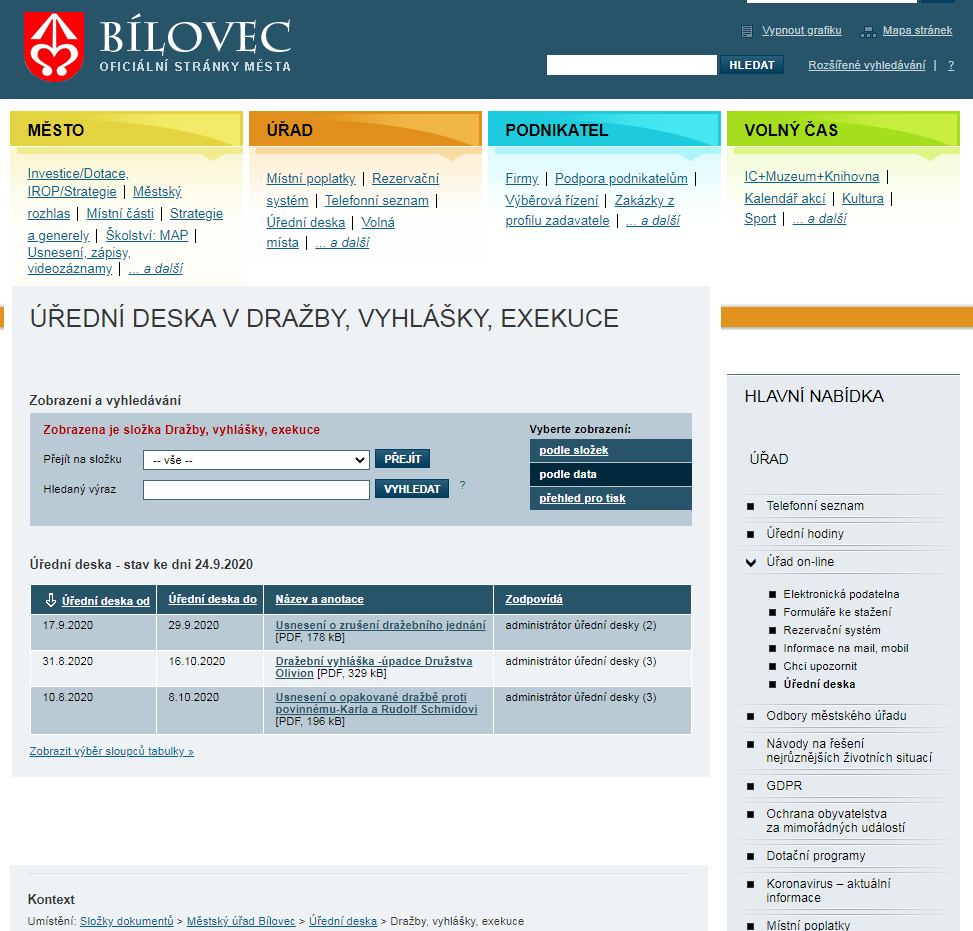 BÍLOVEC
OFICIÁLNÍ STRÁNKY MĚSTA
Vypnout grafiku
Mapa stránek
HLEDAT
Rozšířené vyhledávání | ?
MĚSTO
Investice/Dotace,
IROP/Strategie | Městský
rozhlas | Místní části | Strategie
a generely | Školství: MAP |
Usnesení, zápisy,
videozáznamy | ... a další
ÚŘAD
Místní poplatky | Rezervační
systém | Telefonní seznam |
Úřední deska | Volná
místa | ... a další
PODNIKATEL
Firmy | Podpora podnikatelům |
Výběrová řízení | Zakázky z
profilu zadavatele | ... a další
VOLNÝ ČAS
IC+Muzeum+Knihovna |
Kalendář akcí | Kultura |
Sport | ... a další
ÚŘEDNÍ DESKA V DRAŽBY, VYHLÁŠKY, EXEKUCE
Zobrazení a vyhledávání
Zobrazena je složka Dražby, vyhlášky, exekuce
Přejít na složku
-- vše --
PŘEJÍT
Hledaný výraz
VYHLEDAT
?
Vyberte zobrazení:
podle složek
podle data
přehled pro tisk
Úřední deska - stav ke dni 24.9.2020
Úřední deska od Úřední deska do Název a anotace Zodpovídá
17.9.2020 29.9.2020 Usnesení o zrušení dražebního jednání administrátor úřední desky (2)
[PDF, 178 kB]
31.8.2020 16.10.2020 Dražební vyhláška -úpadce Družstva administrátor úřední desky (3)
Olivion [PDF, 329 kB]
10.8.2020 8.10.2020 Usnesení o opakované dražbě proti administrátor úřední desky (3)
povinnému-Karla a Rudolf Schmidovi
[PDF, 196 kB]
Zobrazit výběr sloupců tabulky »
Kontext
Umístění: Složky dokumentů > Městský úřad Bílovec > Úřední deska > Dražby, vyhlášky, exekuce
HLAVNÍ NABÍDKA
ÚŘAD
Telefonní seznam
Úřední hodiny
Úřad on-line
Elektronická podatelna
Formuláře ke stažení
Rezervační systém
Informace na mail, mobil
Chci upozornit
Úřední deska
Odbory městského úřadu
Návody na řešení
nejrůznějších životních situací
GDPR
Ochrana obyvatelstva
za mimořádných událostí
Dotační programy
Koronavirus – aktuální
informace
Místní poplatky